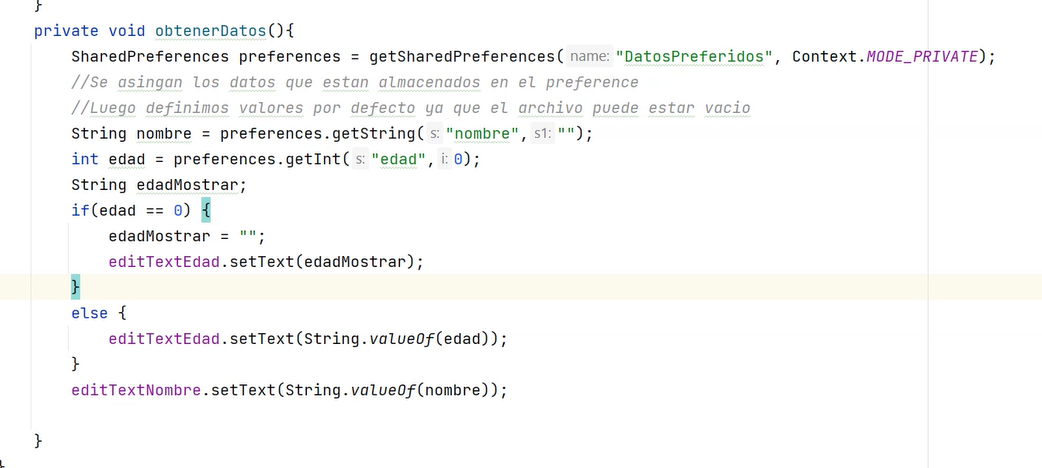 }
private void obtenerDatos(){
SharedPreferences preferences = getSharedPreferences( name: "DatosPreferidos", Context.MODE_PRIVATE);
//Se asingan los datos que estan almacenados en el preference
//Luego definimos valores por defecto ya que el archivo puede estar vacio
String nombre = preferences.getString( s: "nombre", s1: "");
int edad = preferences.getInt( s: "edad", i: 0);
String edadMostrar;
if(edad == 0) {
edadMostrar = "";
editTextEdad.setText(edadMostrar);
}
else {
editTextEdad.setText(String.valueOf(edad));
}
editTextNombre.setText(String.valueOf(nombre));
}
}